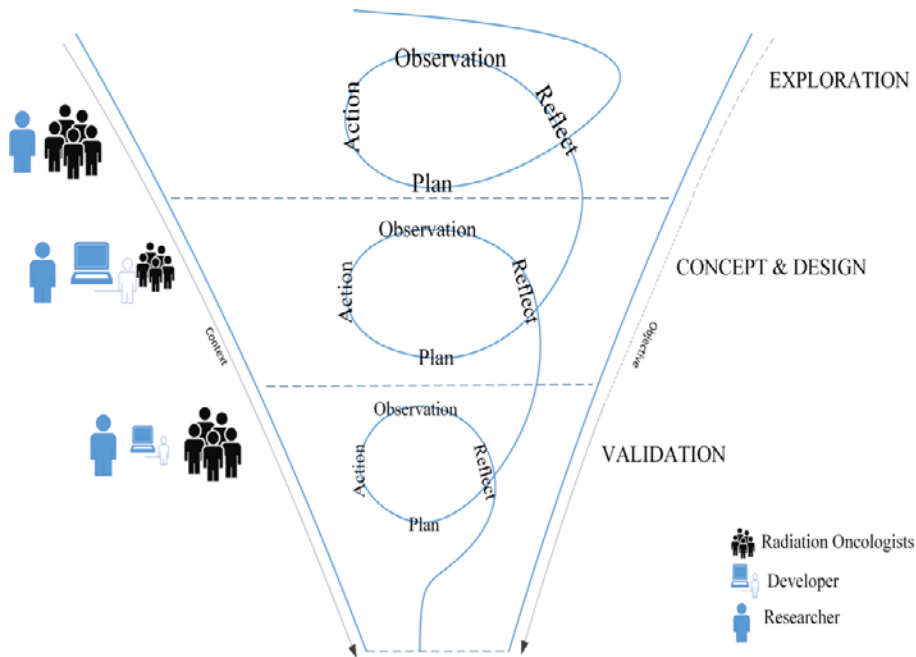 Observation
Reflect
Action
Plan
EXPLORATION
Observation
Reflect
Action
Plan
CONCEPT & DESIGN
Context
Objective
Observation
Reflect
Action
Plan
VALIDATION
Radiation Oncologists
Developer
Researcher